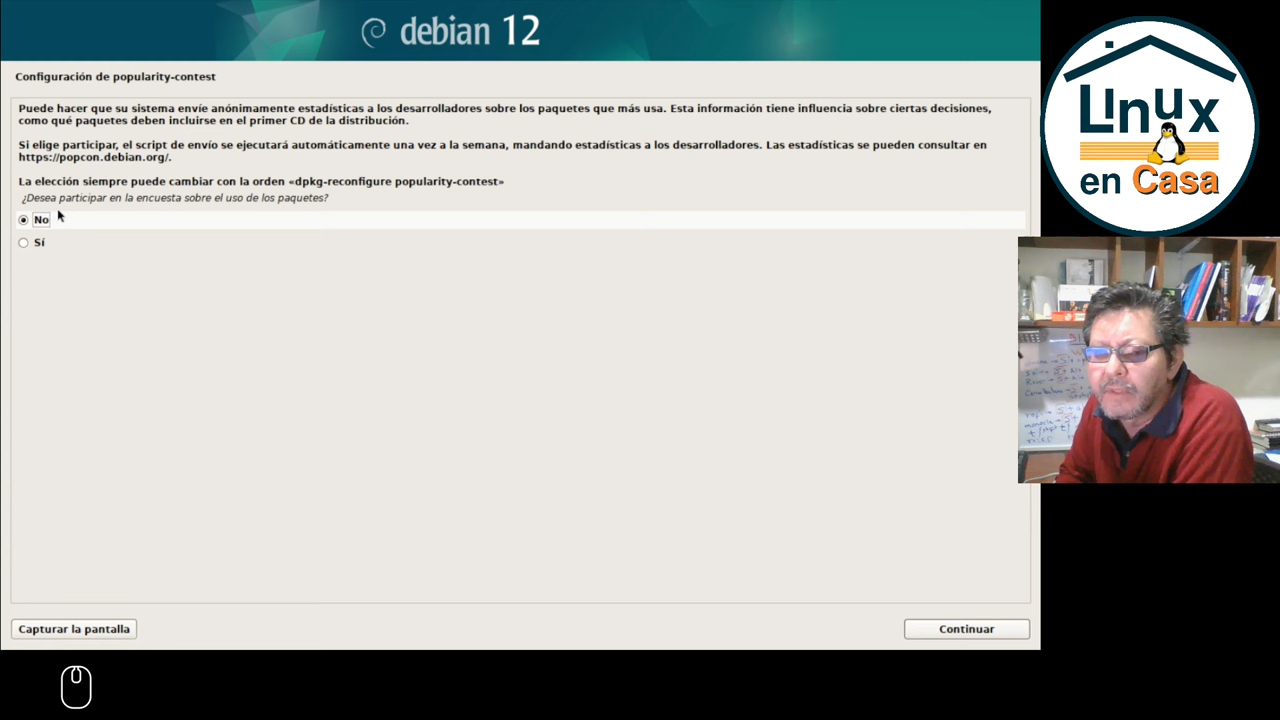 debian 12
Configuración de popularity-contest
Puede hacer que su sistema envíe anónimamente estadísticas a los desarrolladores sobre los paquetes que más usa. Esta información tiene influencia sobre ciertas decisiones,
como qué paquetes deben incluirse en el primer CD de la distribución.
Si elige participar, el script de envío se ejecutará automáticamente una vez a la semana, mandando estadísticas a los desarrolladores. Las estadísticas se pueden consultar en
https://popcon.debian.org/.
La elección siempre puede cambiar con la orden «dpkg-reconfigure popularity-contest»
¿Desea participar en la encuesta sobre el uso de los paquetes?
No
Sí
Capturar la pantalla
Continuar
Linux
en Casa